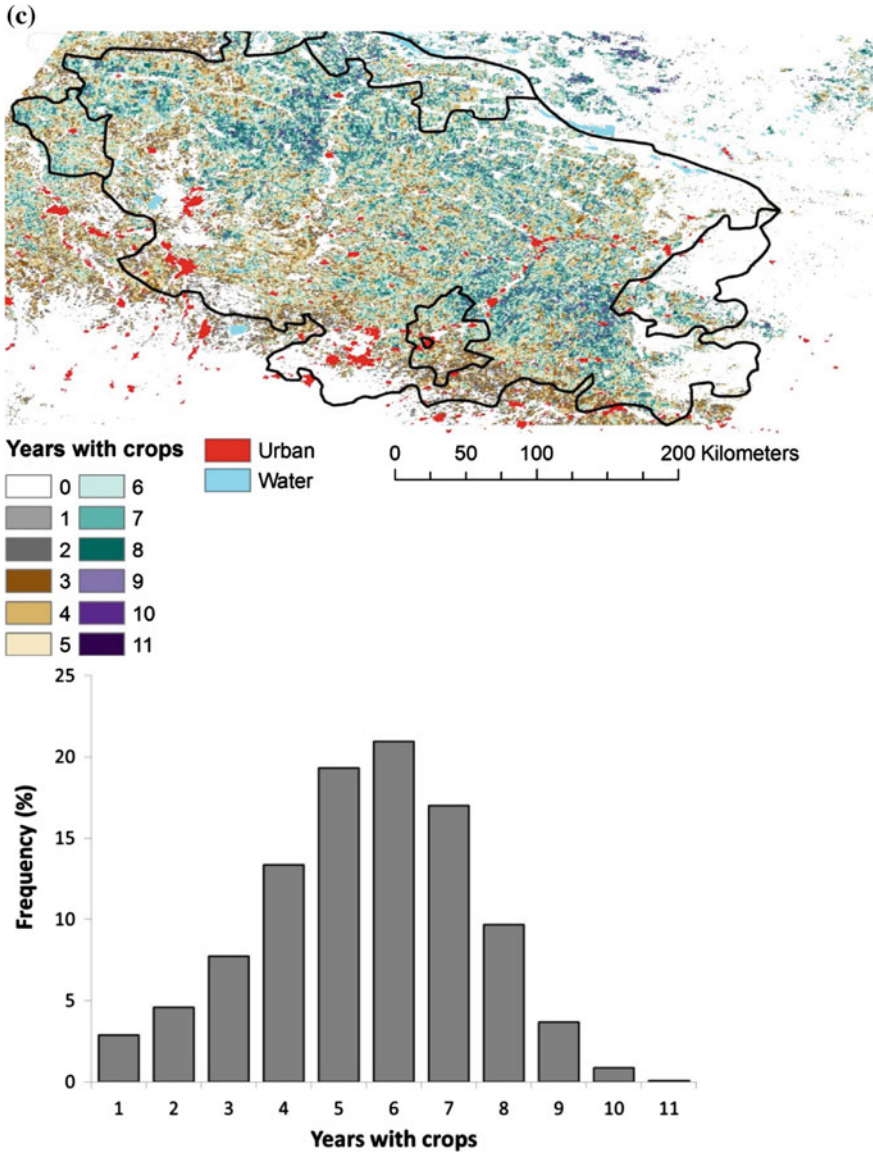 (c)
Years with crops
0 6
1 7
2 8
3 9
4 10
5 11
Urban
Water
0 50 100 200 Kilometers
25
20
15
10
5
0
Frequency (%)
1 2 3 4 5 6 7 8 9 10 11
Years with crops